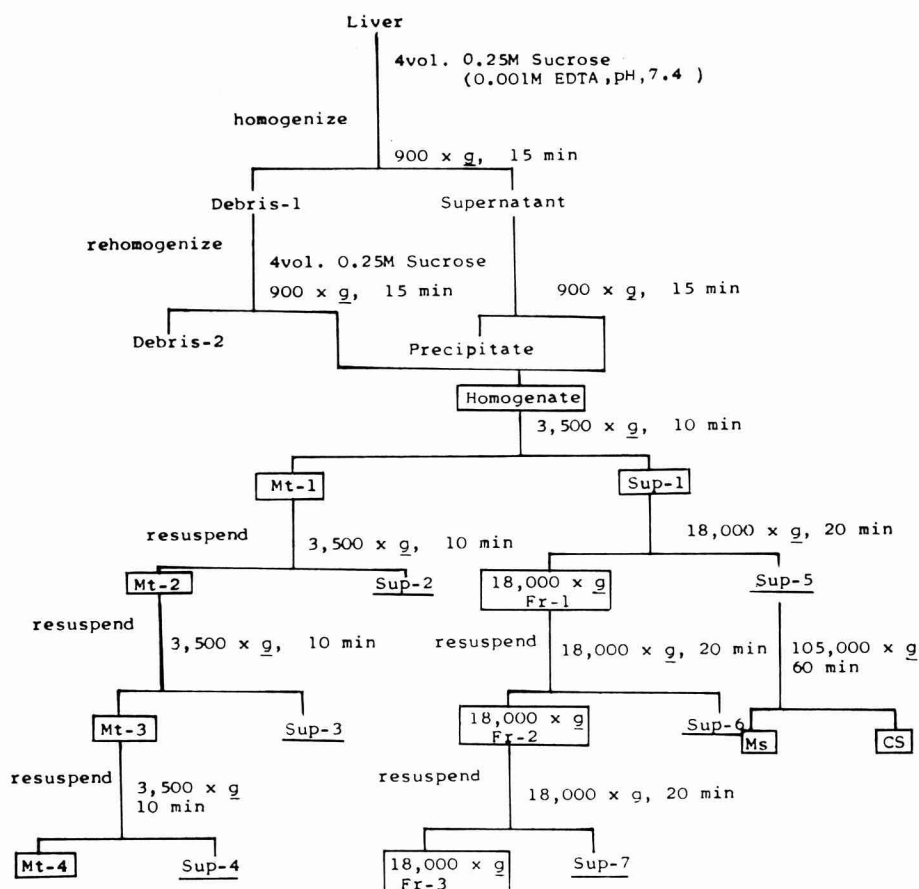 Liver
4vol. 0.25M Sucrose
(0.001M EDTA,pH,7.4 )
homogenize
900 x g, 15 min
Debris-1
Supernatant
rehomogenize
4vol. 0.25M Sucrose
900 x g, 15 min
900 x g, 15 min
Debris-2
Precipitate
Homogenate
3,500 x g, 10 min
Mt-1
Sup-1
resuspend
3,500 x g, 10 min
18,000 x g, 20 min
Mt-2
Sup-2
18,000 x g
Fr-1
Sup-5
resuspend
3,500 x g, 10 min
resuspend
18,000 x g, 20 min
105,000 x g
60 min
Mt-3
Sup-3
18,000 x g
Fr-2
Sup-6
Ms
CS
resuspend
3,500 x g
10 min
resuspend
18,000 x g, 20 min
Mt-4
Sup-4
18,000 x g
Fr-3
Sup-7